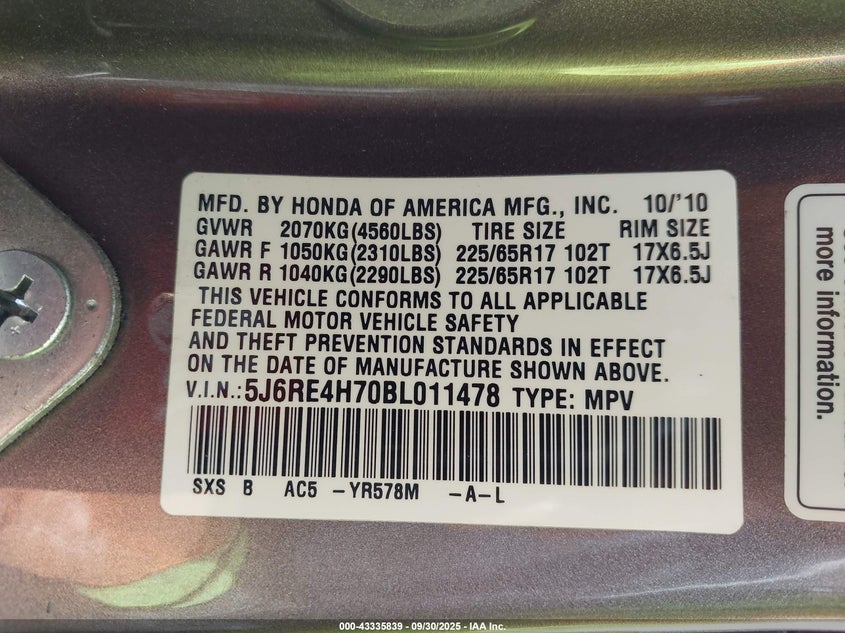 MFD. BY HONDA OF AMERICA MFG., INC. 10/'10
GVWR 2070KG(4560LBS) TIRE SIZE RIM SIZE
GAWR F 1050KG(2310LBS) 225/65R17 102T 17X6.5J
GAWR R 1040KG(2290LBS) 225/65R17 102T 17X6.5J
THIS VEHICLE CONFORMS TO ALL APPLICABLE
FEDERAL MOTOR VEHICLE SAFETY
AND THEFT PREVENTION STANDARDS IN EFFECT
ON THE DATE OF MANUFACTURE SHOWN ABOVE.
V.I.N.: 5J6RE4H70BL011478 TYPE: MPV
SXS B AC5 -YR578M -A-L
more information.
000-43335839 - 09/30/2025 - IAA Inc.